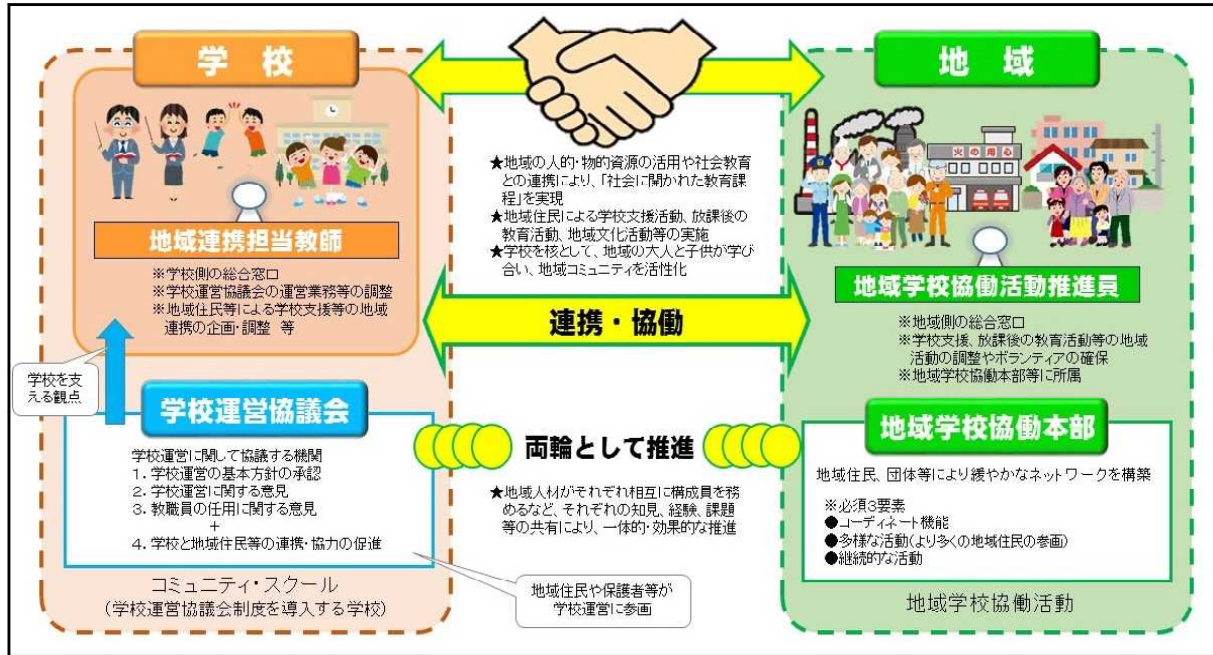 学校
地域連携担当教師
※学校側の総合窓口
※学校運営協議会の運営業務等の調整
※地域住民等による学校支援等の地域
連携の企画・調整 等
学校を支
える観点
学校運営協議会
学校運営に関して協議する機関
1. 学校運営の基本方針の承認
2. 学校運営に関する意見
3. 教職員の任用に関する意見
+
4. 学校と地域住民等の連携・協力の促進
コミュニティ・スクール
(学校運営協議会制度を導入する学校)
★地域の人的・物的資源の活用や社会教育
との連携により、「社会に開かれた教育課
程」を実現
★地域住民による学校支援活動、放課後の
教育活動、地域文化活動等の実施
★学校を核として、地域の大人と子供が学び
合い、地域コミュニティを活性化
連携・協働
両輪として推進
★地域人材がそれぞれ相互に構成員を務
めるなど、それぞれの知見、経験、課題
等の共有により、一体的・効果的な推進
地域住民や保護者等が
学校運営に参画
地域
火の用心
地域学校協働活動推進員
※地域側の総合窓口
※学校支援、放課後の教育活動等の地域
活動の調整やボランティアの確保
※地域学校協働本部等に所属
地域学校協働本部
地域住民、団体等により緩やかなネットワークを構築
※必須3要素
●コーディネート機能
●多様な活動(より多くの地域住民の参画)
●継続的な活動
地域学校協働活動